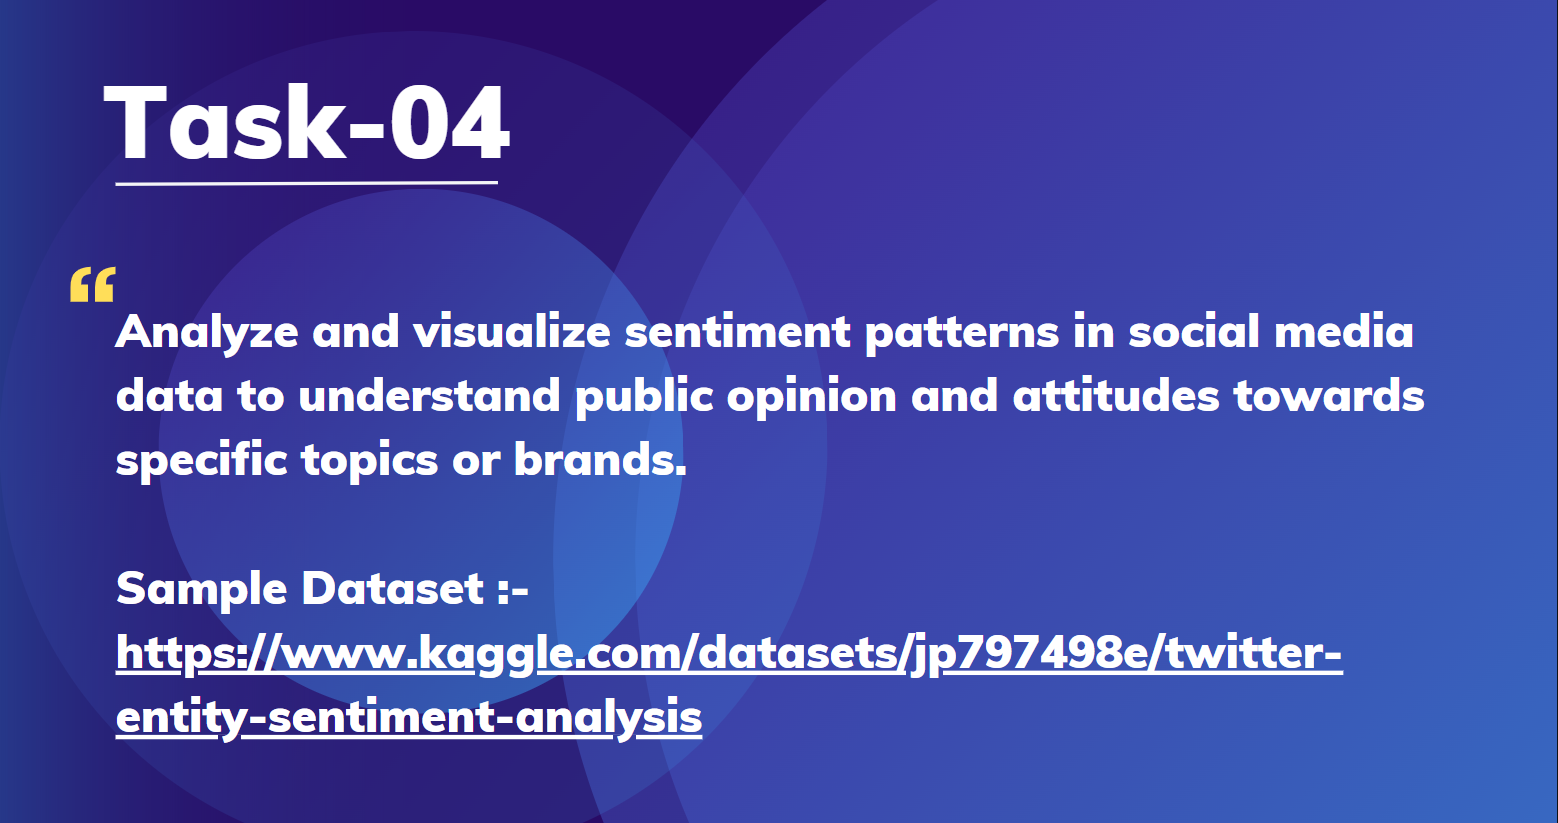 Task-04
“
Analyze and visualize sentiment patterns in social media
data to understand public opinion and attitudes towards
specific topics or brands.
Sample Dataset :-
https://www.kaggle.com/datasets/jp797498e/twitter-
entity-sentiment-analysis